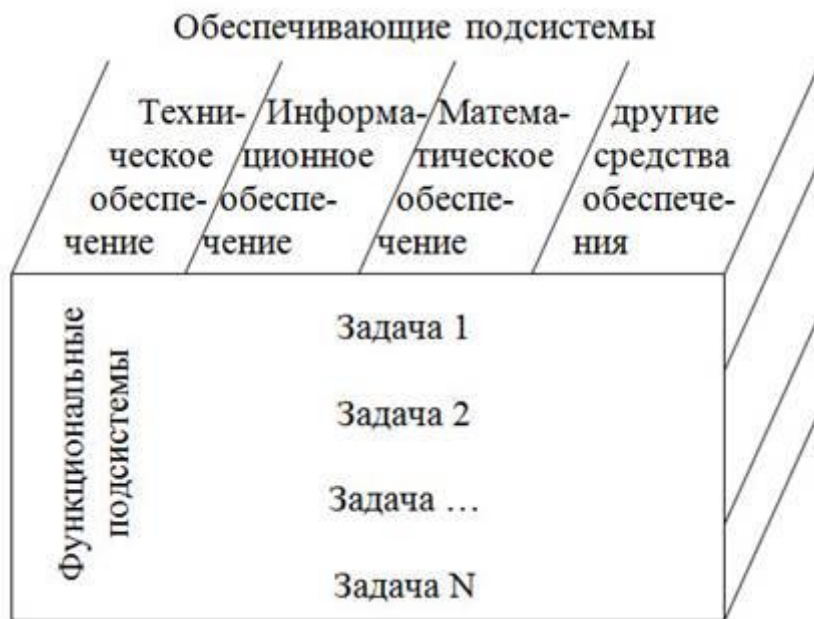 Обеспечивающие подсистемы
Техни-
ческое
обеспе-
чение
Информа-
ционное
обеспе-
чение
Матема-
тическое
обеспе-
чение
другие
средства
обеспече-
ния
Функциональные
подсистемы
Задача 1
Задача 2
Задача …
Задача N